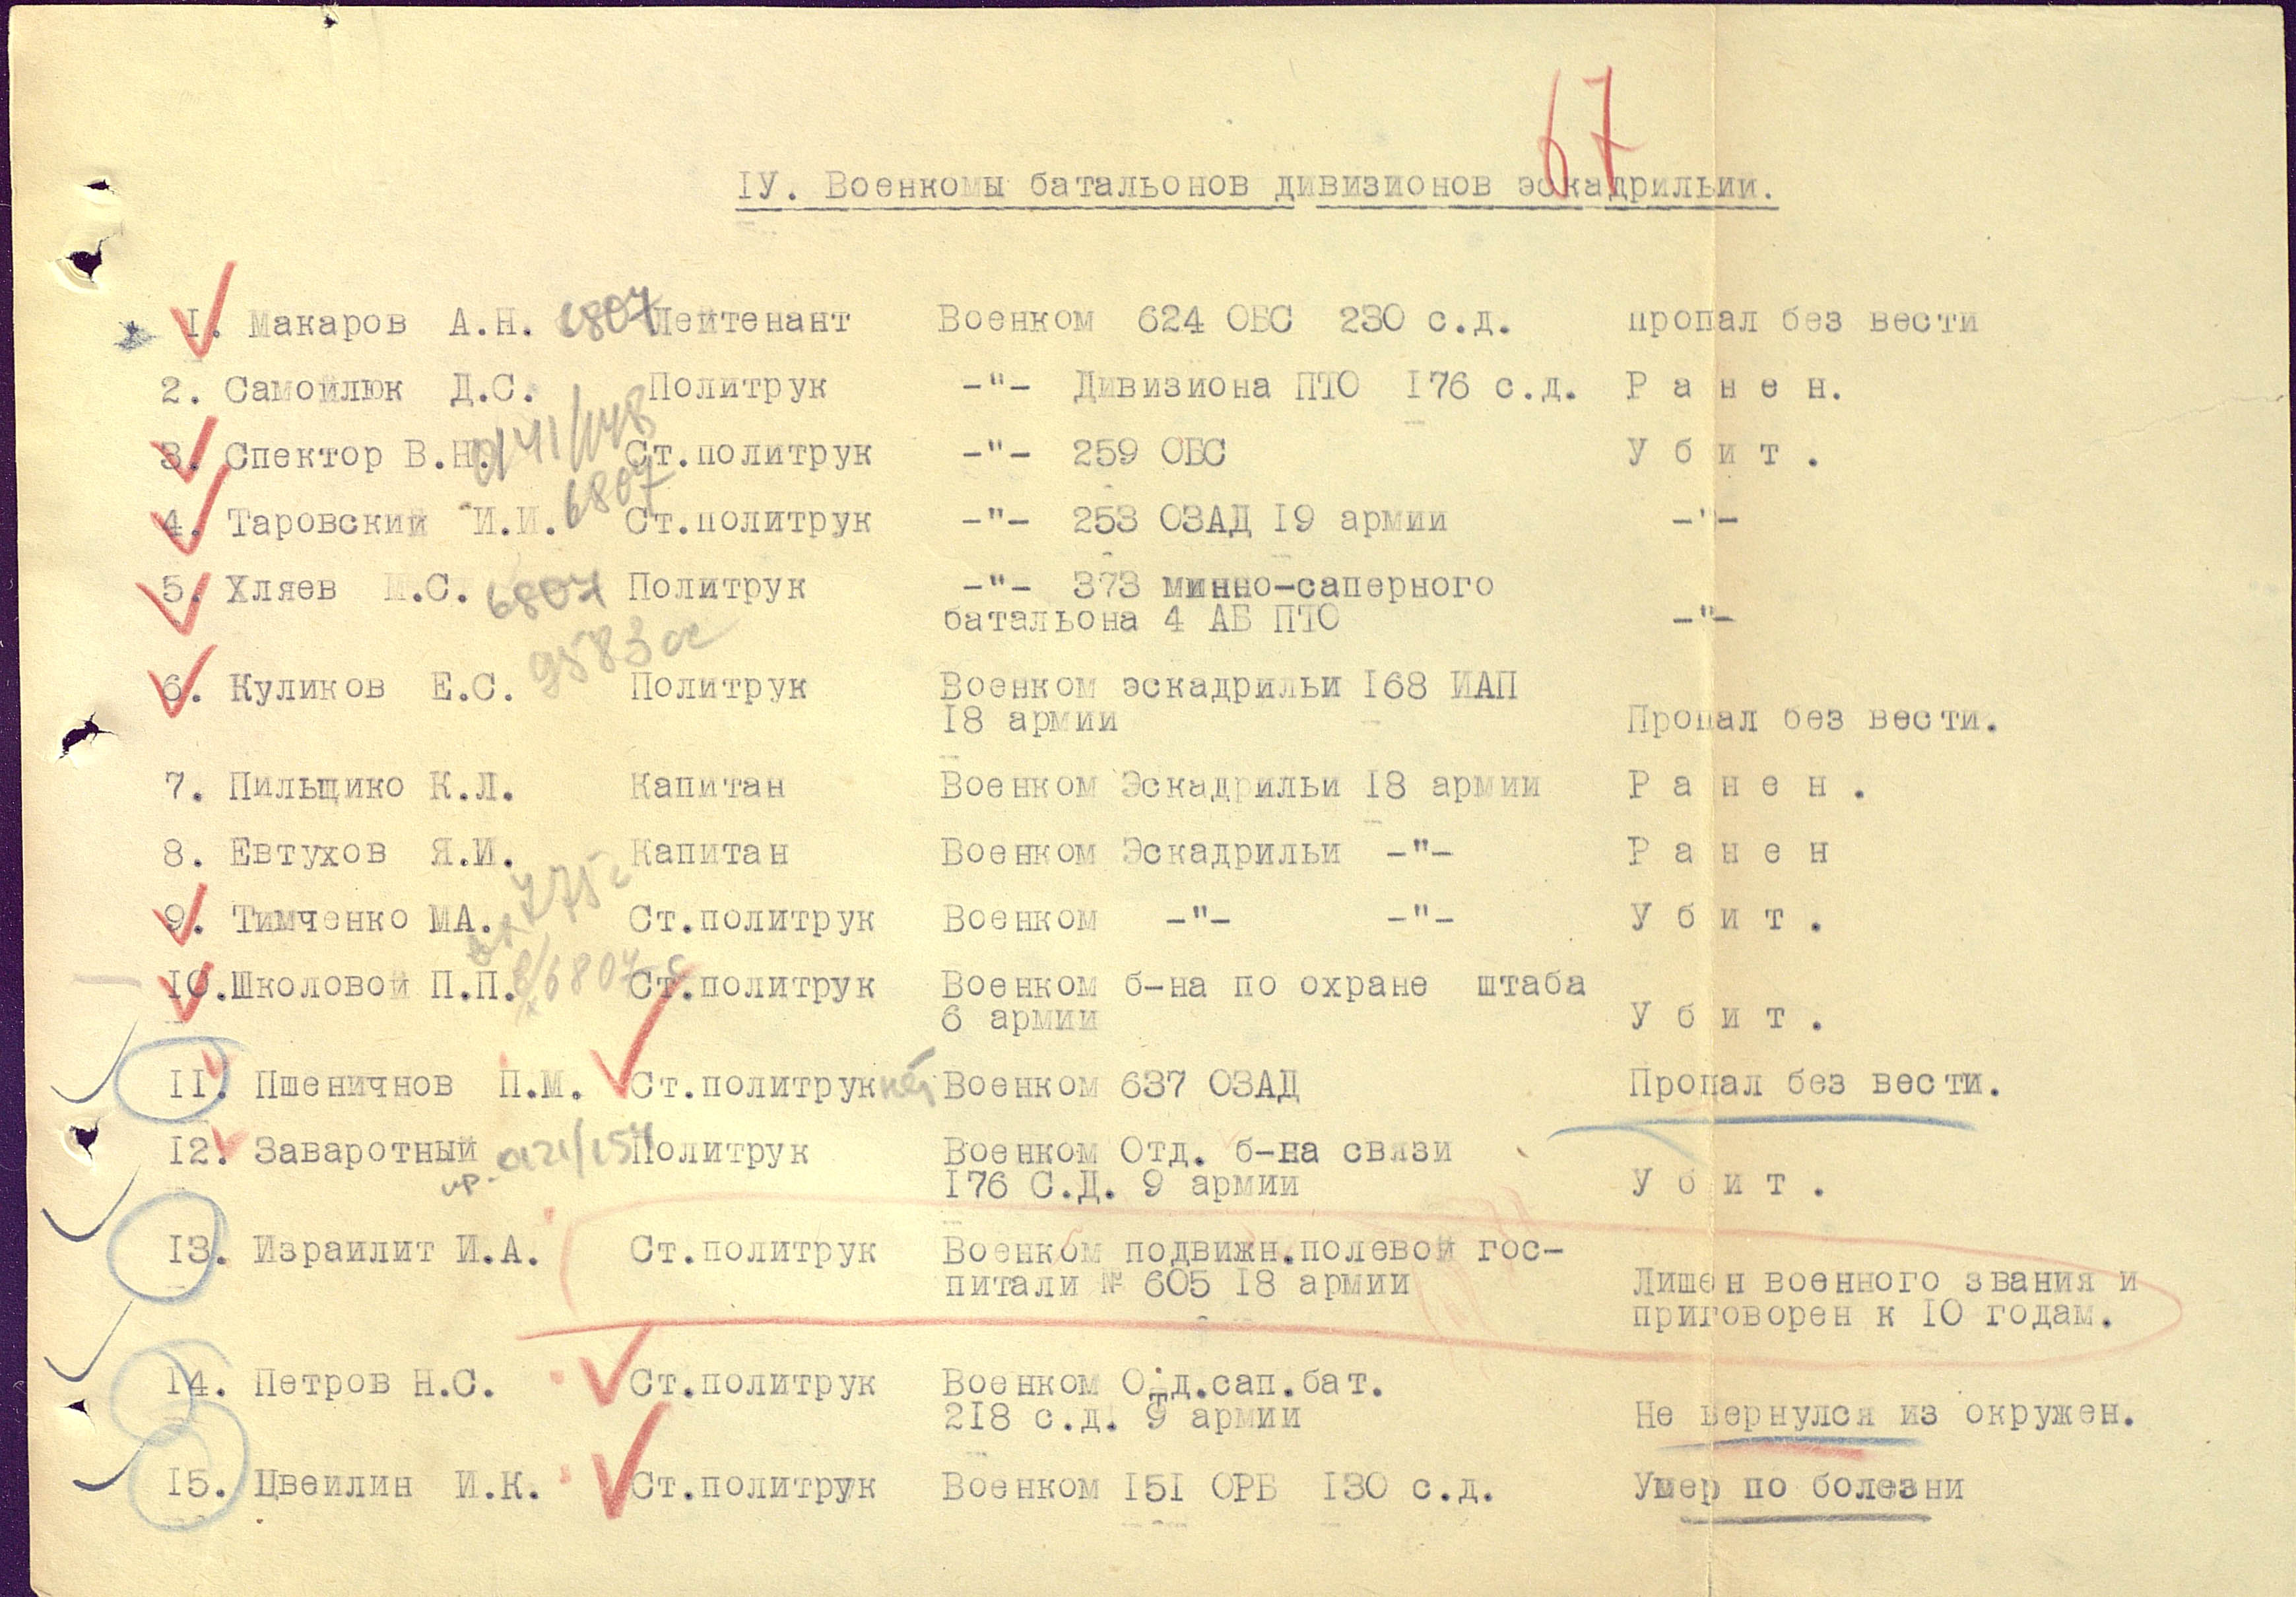 67
IУ. Военкомы батальонов дивизионов эскадрильии.
1. Макаров А.Н. 6807 Лейтенант Военком 624 ОБС 230 с.д. пропал без вести
2. Самойлюк Д.С. Политрук -"- Дивизиона ПТО 176 с.д. Р а н е н.
3. Спектор В.Н. Ст.политрук -"- 259 ОБС У б и т .
4. Таровский И.И. 6807 Ст.политрук -"- 253 ОЗАД 19 армии -"-
5. Хляев .С. 6807 Политрук -"- 373 минно-саперного
батальона 4 АБ ПТО -"-
6. Куликов Е.С. 9583 Политрук Военком эскадрильи 168 ИАП
18 армии Пропал без вести.
7. Пильщико К.Л. Капитан Военком Эскадрильи 18 армии Р а н е н .
8. Евтухов Я.И. Капитан Военком Эскадрильи -"- Р а н е н
9. Тимченко МА. Ст.политрук Военком -"- -"- У б и т .
10.Школовой П.П. 6807 Ст.политрук Военком б-на по охране штаба
6 армии У б и т .
11. Пшеничнов П.М. Ст.политрук нет Военком 637 ОЗАД Пропал без вести.
12. Заваротный Политрук Военком Отд. б-на связи
пр. 0121/157 176 С.Д. 9 армии У б и т .
13. Израилит И.А. Ст.политрук Военком подвижн.полевой гос-
питали № 605 18 армии Лишен военного звания и
приговорен к 10 годам.
14. Петров Н.С. Ст.политрук Военком Отд.сап.бат.
218 с.д. 9 армии Не вернулся из окружен.
15. Цвеилин И.К. Ст.политрук Военком 151 ОРБ 130 с.д. Умер по болезни